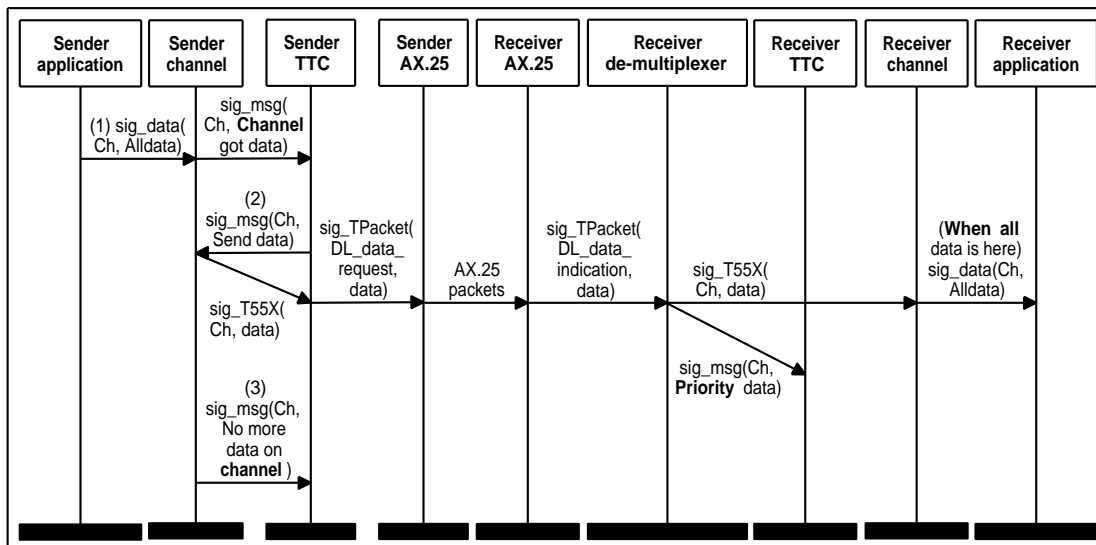 Sender
application
Sender
channel
Sender
TTC
Sender
AX.25
Receiver
AX.25
Receiver
de-multiplexer
Receiver
TTC
Receiver
channel
Receiver
application
(1) sig_data(
Ch, Alldata)
sig_msg(
Ch, Channel
got data)
(2)
sig_msg(Ch,
Send data)
sig_T55X(
Ch, data)
sig_TPacket(
DL_data_
request,
data)
AX.25
packets
sig_TPacket(
DL_data_
indication,
data)
sig_T55X(
Ch, data)
(When all
data is here)
sig_data(Ch,
Alldata)
sig_msg(Ch,
Priority data)
(3)
sig_msg(Ch,
No more
data on
channel )